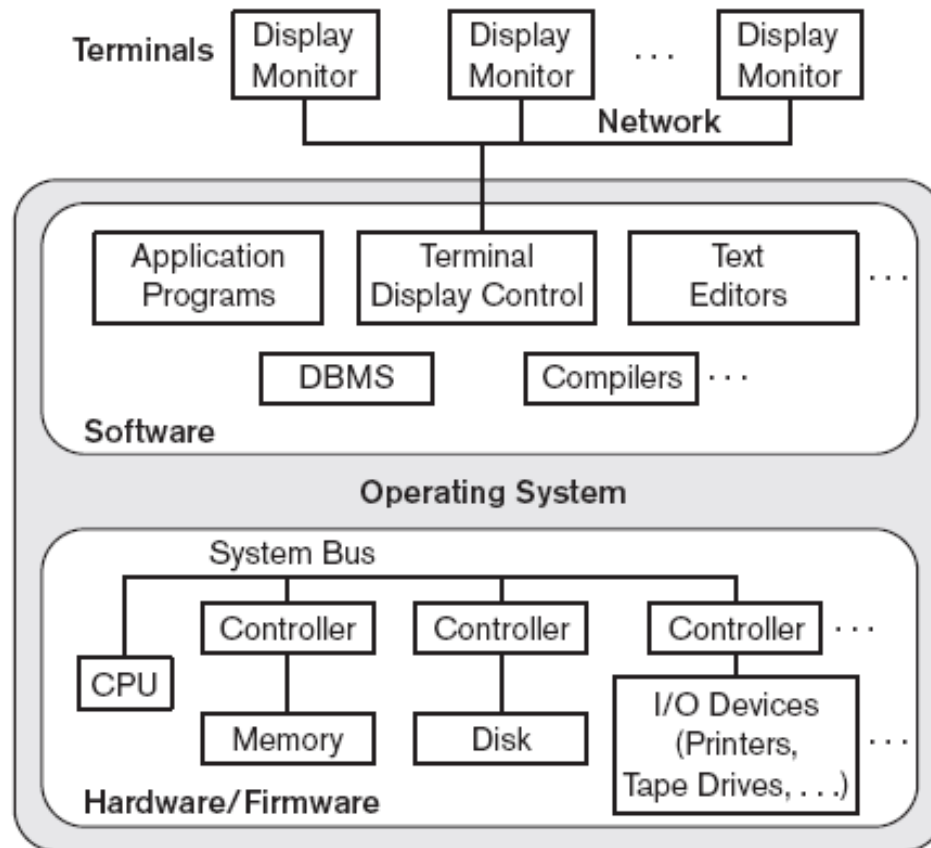 Terminals
Display
Monitor
Display
Monitor
. . .
Display
Monitor
Network
Application
Programs
Terminal
Display Control
Text
Editors
. . .
DBMS
Compilers
. . .
Software
Operating System
System Bus
Controller
Controller
Controller
. . .
CPU
Memory
Disk
I/O Devices
(Printers,
Tape Drives, . . .)
. . .
Hardware/Firmware